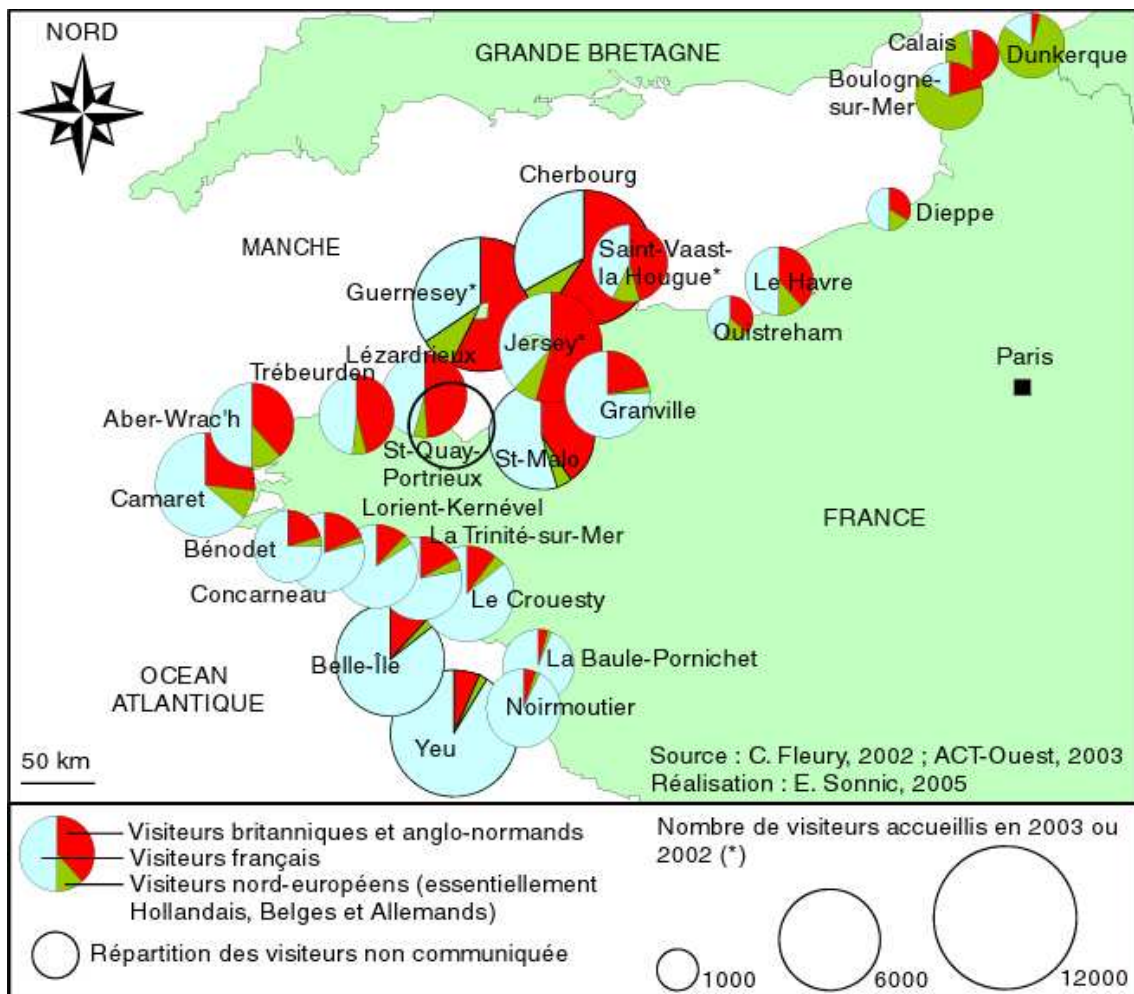 NORD
GRANDE BRETAGNE
Calais
Dunkerque
Boulogne-
sur-Mer
Cherbourg
Dieppe
MANCHE
Saint-Vaast-
la Hougue*
Le Havre
Guernesey*
Ouistreham
Jersey*
Lézardrieux
Trébeurden
Paris
Granville
Aber-Wrac'h
St-Quay-
Portrieux
St-Malo
Camaret
Lorient-Kernével
FRANCE
La Trinité-sur-Mer
Bénodet
Concarneau
Le Crouesty
Belle-Île
La Baule-Pornichet
OCEAN
ATLANTIQUE
Noirmoutier
Yeu
50 km
Source : C. Fleury, 2002 ; ACT-Ouest, 2003
Réalisation : E. Sonnic, 2005
Visiteurs britanniques et anglo-normands
Visiteurs français
Visiteurs nord-européens (essentiellement
Hollandais, Belges et Allemands)
Répartition des visiteurs non communiquée
Nombre de visiteurs accueillis en 2003 ou
2002 (*)
1000
6000
12000